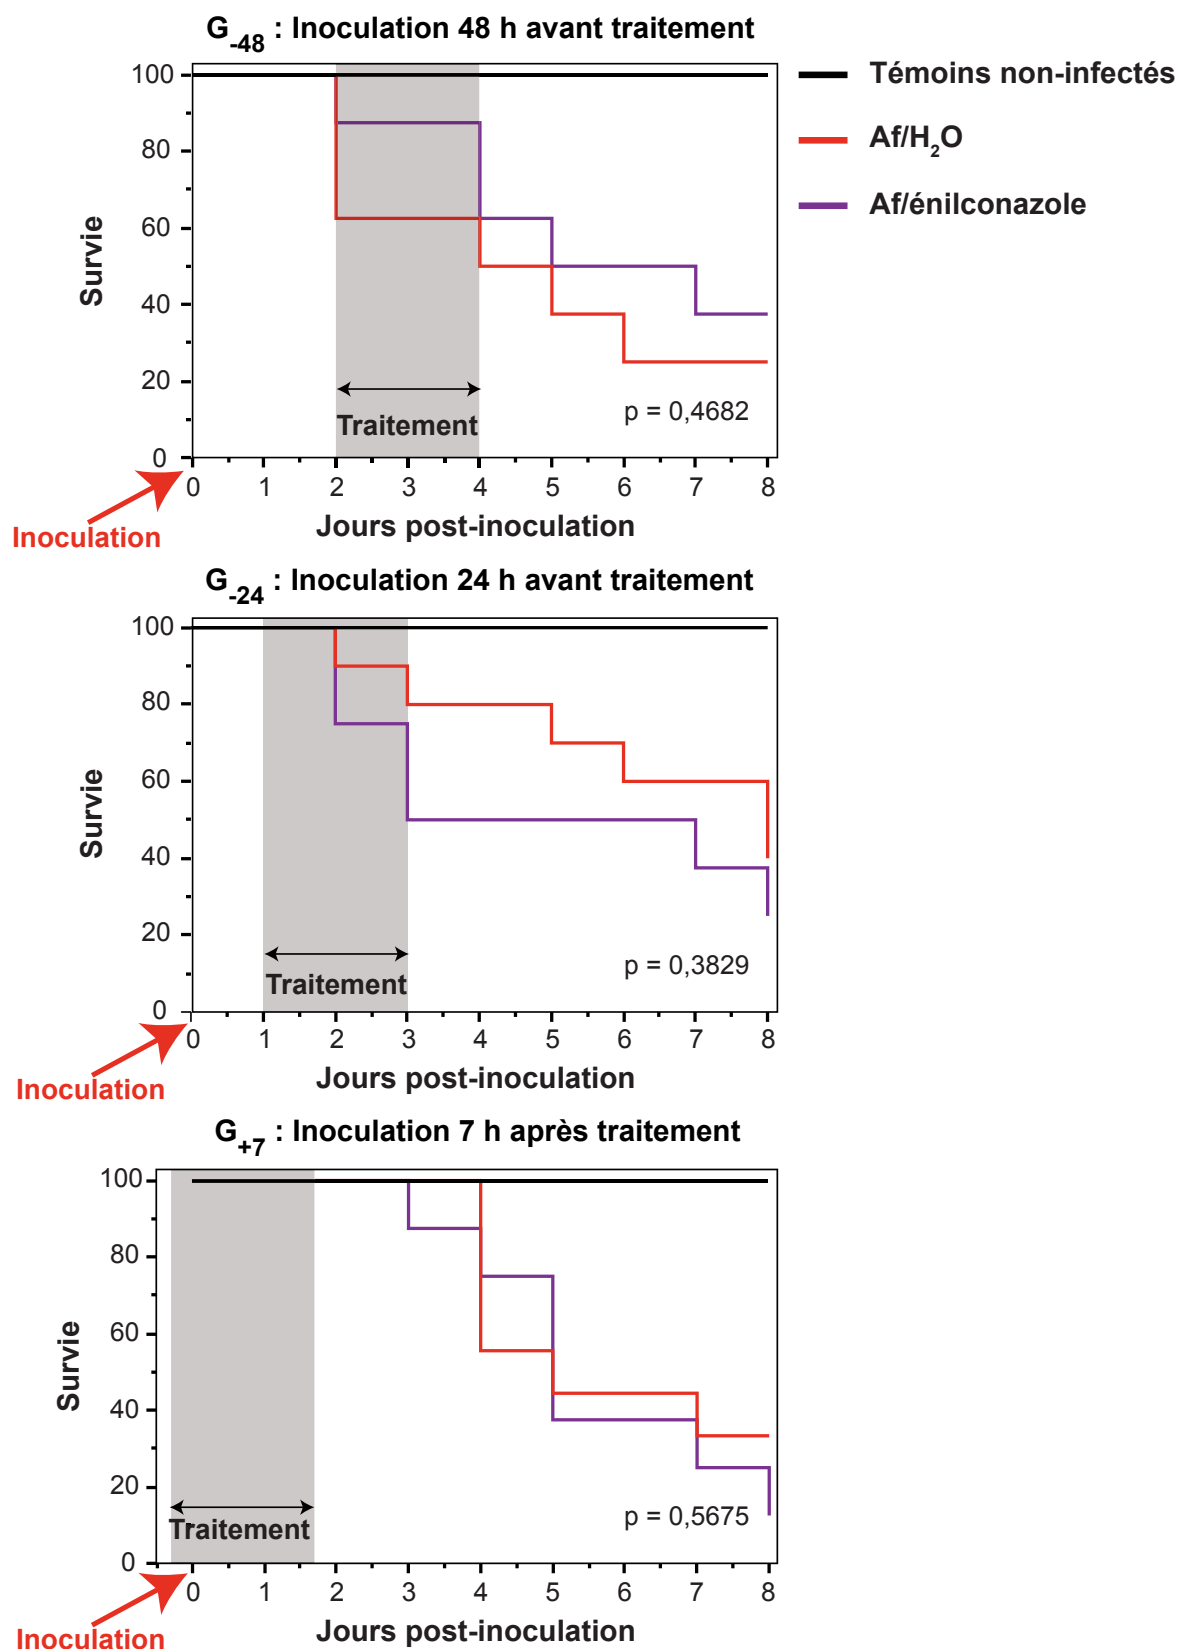 G-48 : Inoculation 48 h avant traitement
Témoins non-infectés
Af/H2O
Af/énilconazole
Survie
100
80
60
40
20
0
Traitement
p = 0,4682
0 1 2 3 4 5 6 7 8
Inoculation
Jours post-inoculation
G-24 : Inoculation 24 h avant traitement
Survie
100
80
60
40
20
0
Traitement
p = 0,3829
0 1 2 3 4 5 6 7 8
Inoculation
Jours post-inoculation
G+7 : Inoculation 7 h après traitement
Survie
100
80
60
40
20
0
Traitement
p = 0,5675
0 1 2 3 4 5 6 7 8
Inoculation
Jours post-inoculation